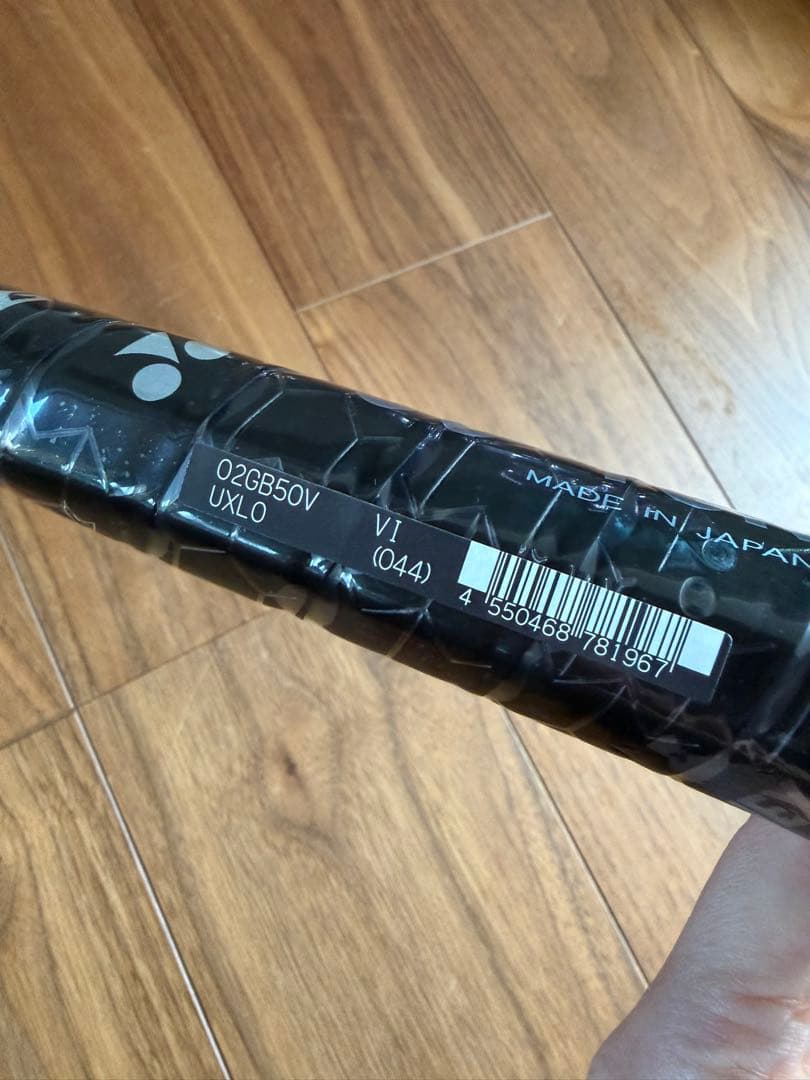 02GB50V
UXL0
VI
(044)
4 550468 781967
MADE IN JAPAN